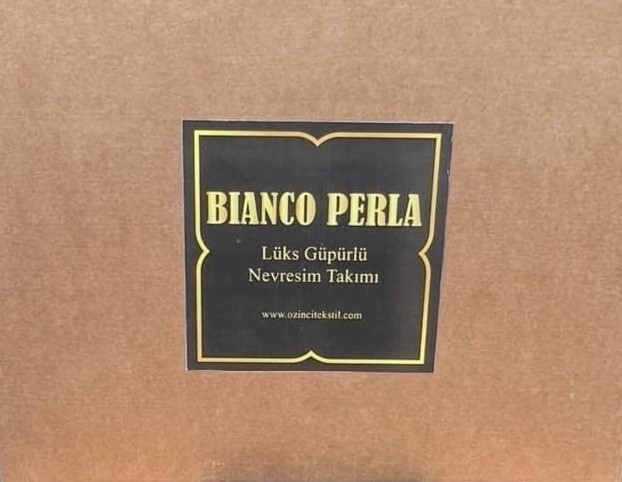 BIANCO PERLA
Lüks Güpürlü
Nevresim Takımı
www.ozincitekstil.com